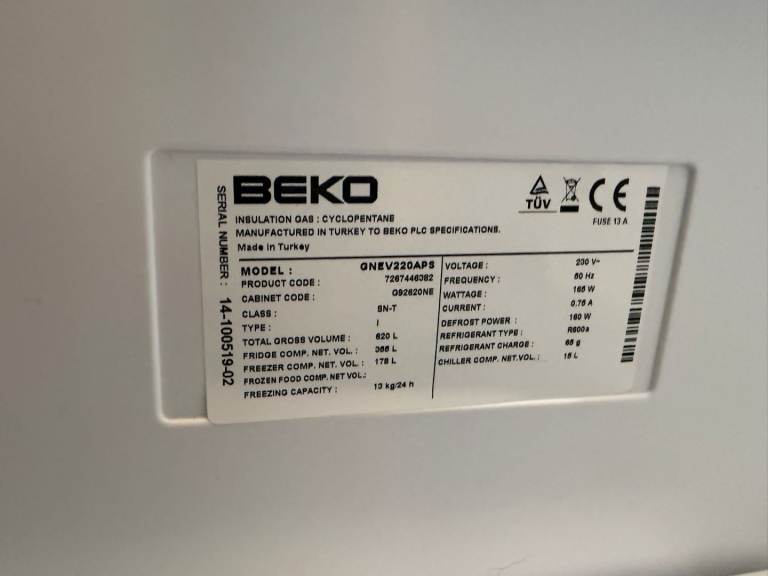 BEKO
TÜV
CE
FUSE 13 A
INSULATION GAS : CYCLOPENTANE
MANUFACTURED IN TURKEY TO BEKO PLC SPECIFICATIONS.
Made in Turkey
SERIAL NUMBER : 14-100519-02
MODEL : GNEV220APS
PRODUCT CODE : 7267446382
CABINET CODE : G92620NE
CLASS : SN-T
TYPE : I
TOTAL GROSS VOLUME : 620 L
FRIDGE COMP. NET. VOL. : 368 L
FREEZER COMP. NET. VOL. : 178 L
FROZEN FOOD COMP. NET VOL.:
FREEZING CAPACITY : 13 kg/24 h
VOLTAGE : 230 V~
FREQUENCY : 50 Hz
WATTAGE : 165 W
CURRENT : 0.75 A
DEFROST POWER : 160 W
REFRIGERANT TYPE : R600a
REFRIGERANT CHARGE : 65 g
CHILLER COMP. NET.VOL. : 15 L